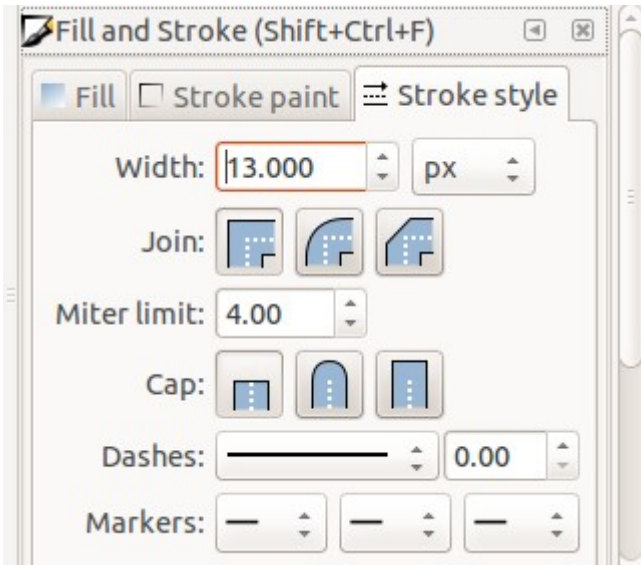 Fill and Stroke (Shift+Ctrl+F)
Fill Stroke paint Stroke style
Width: 13.000 px
Join:
Miter limit: 4.00
Cap:
Dashes: 0.00
Markers: